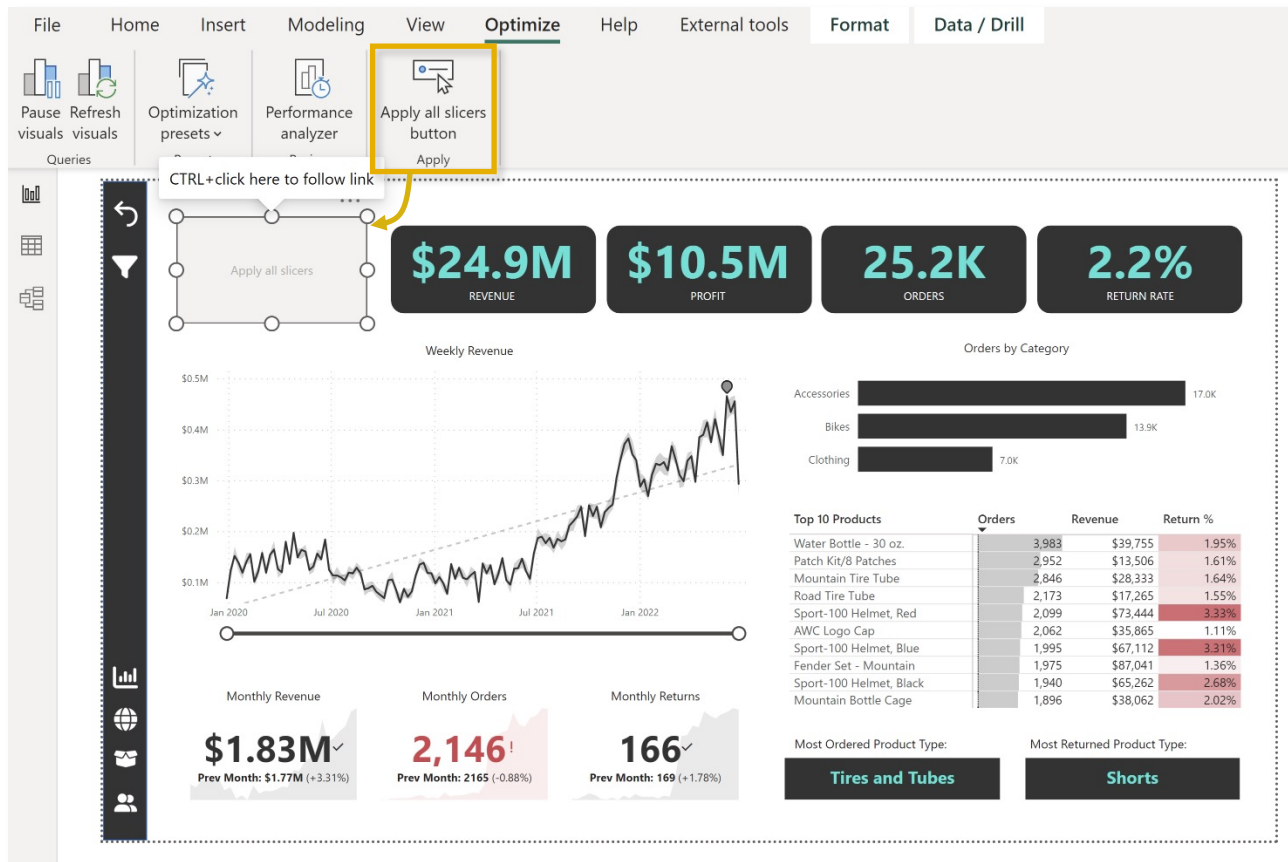 File Home Insert Modeling View Optimize Help External tools Format Data / Drill
Pause visuals
Refresh visuals
Optimization presets
Performance analyzer
Apply all slicers button
Queries
Apply
CTRL+click here to follow link
Apply all slicers
$24.9M
REVENUE
$10.5M
PROFIT
25.2K
ORDERS
2.2%
RETURN RATE
Weekly Revenue
$0.5M
$0.4M
$0.3M
$0.2M
$0.1M
Jan 2020 Jul 2020 Jan 2021 Jul 2021 Jan 2022
Orders by Category
Accessories 17.0K
Bikes 13.9K
Clothing 7.0K
Top 10 Products Orders Revenue Return %
Water Bottle - 30 oz. 3,983 $39,755 1.95%
Patch Kit/8 Patches 2,952 $13,506 1.61%
Mountain Tire Tube 2,846 $28,333 1.64%
Road Tire Tube 2,173 $17,265 1.55%
Sport-100 Helmet, Red 2,099 $73,444 3.33%
AWC Logo Cap 2,062 $35,865 1.11%
Sport-100 Helmet, Blue 1,995 $67,112 3.31%
Fender Set - Mountain 1,975 $87,041 1.36%
Sport-100 Helmet, Black 1,940 $65,262 2.68%
Mountain Bottle Cage 1,896 $38,062 2.02%
Monthly Revenue
$1.83M
Prev Month: $1.77M (+3.31%)
Monthly Orders
2,146!
Prev Month: 2165 (-0.88%)
Monthly Returns
166
Prev Month: 169 (+1.78%)
Most Ordered Product Type:
Tires and Tubes
Most Returned Product Type:
Shorts